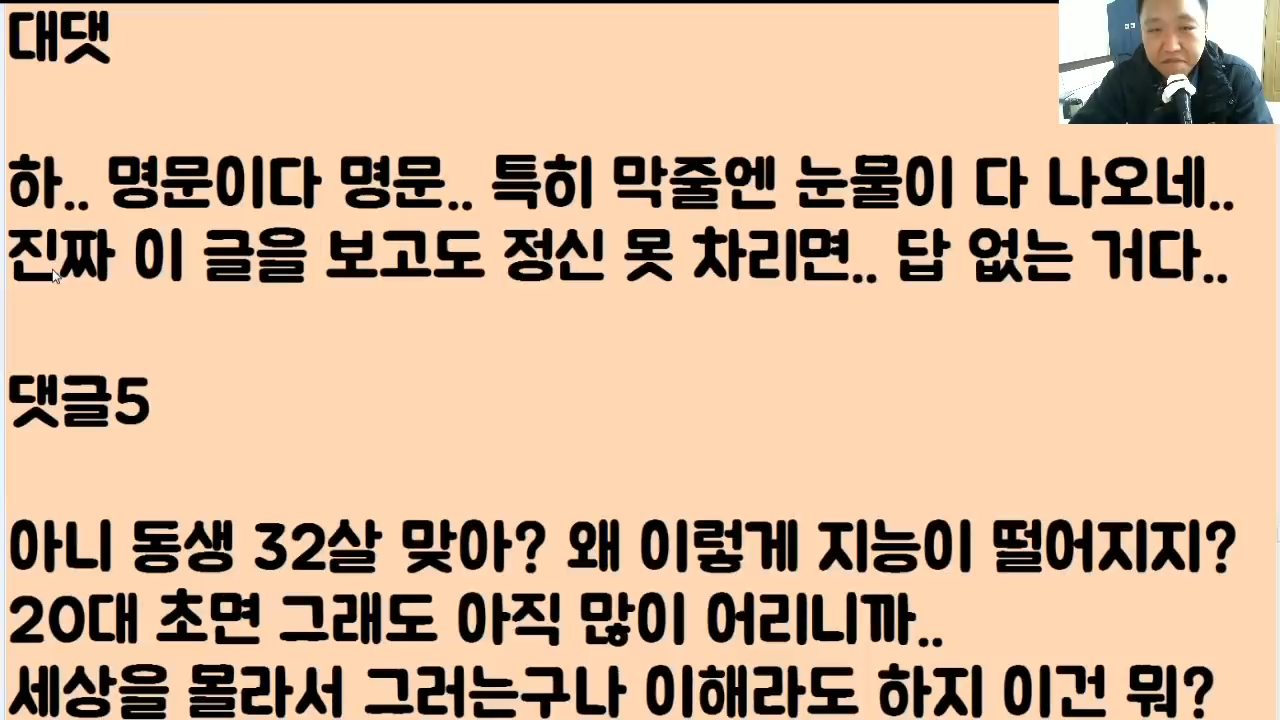 대댓
하.. 명문이다 명문.. 특히 막줄엔 눈물이 다 나오네..
진짜 이 글을 보고도 정신 못 차리면.. 답 없는 거다..
댓글5
아니 동생 32살 맞아? 왜 이렇게 지능이 떨어지지?
20대 초면 그래도 아직 많이 어리니까..
세상을 몰라서 그러는구나 이해라도 하지 이건 뭐?